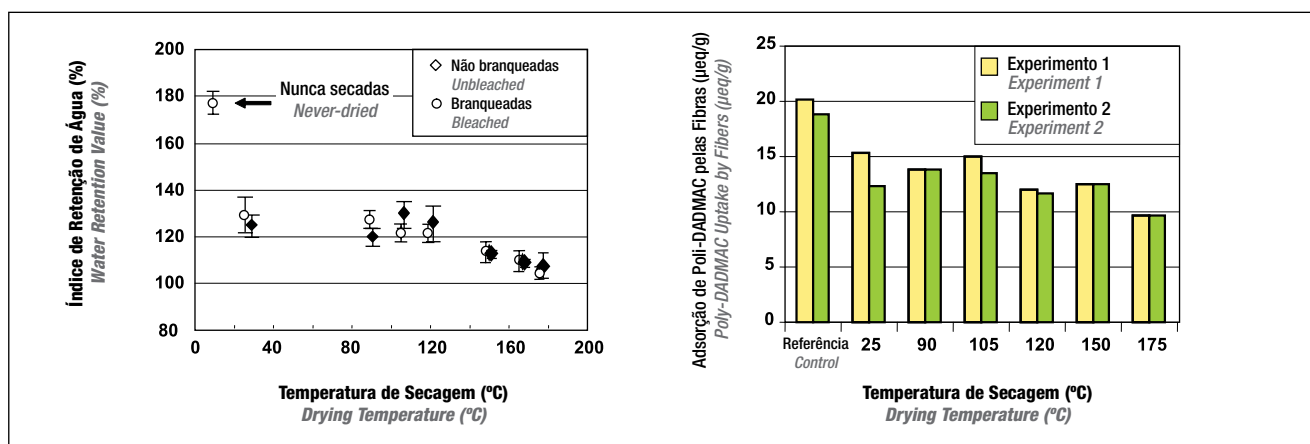 Índice de Retenção de Água (%)
Water Retention Value (%)
200
180
160
140
120
100
80
0
40
80
120
160
200
Nunca secadas
Never-dried
Não branqueadas
Unbleached
Branqueadas
Bleached
Temperatura de Secagem (ºC)
Drying Temperature (ºC)
Adsorção de Poli-DADMAC pelas Fibras (µeq/g)
Poly-DADMAC Uptake by Fibers (µeq/g)
25
20
15
10
5
0
Experimento 1
Experiment 1
Experimento 2
Experiment 2
Referência
Control
25
90
105
120
150
175
Temperatura de Secagem (ºC)
Drying Temperature (ºC)